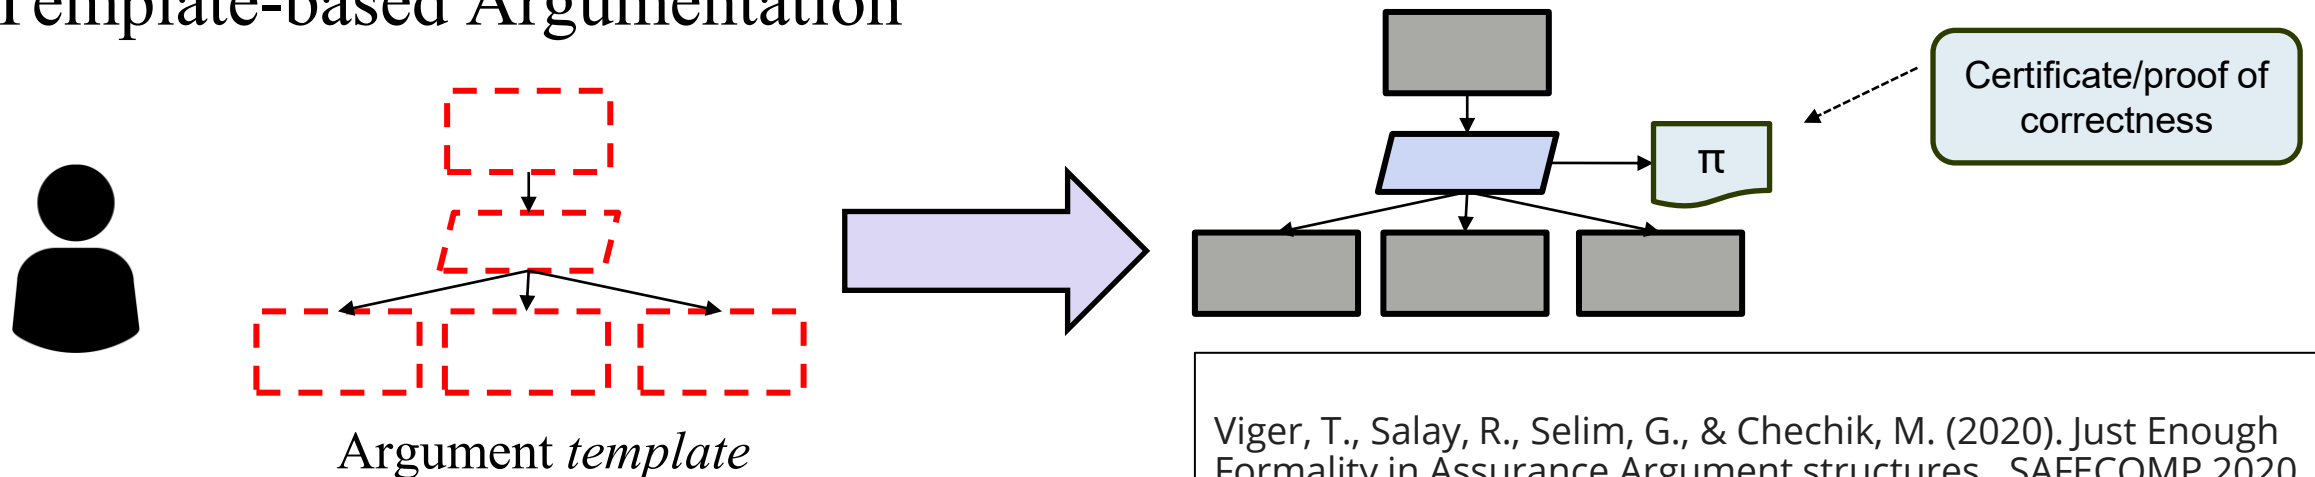 Template-based Argumentation
Certificate/proof of
correctness
π
Argument template
Viger, T., Salay, R., Selim, G., & Chechik, M. (2020). Just Enough
Formality in Assurance Argument structures. SAFECOMP 2020